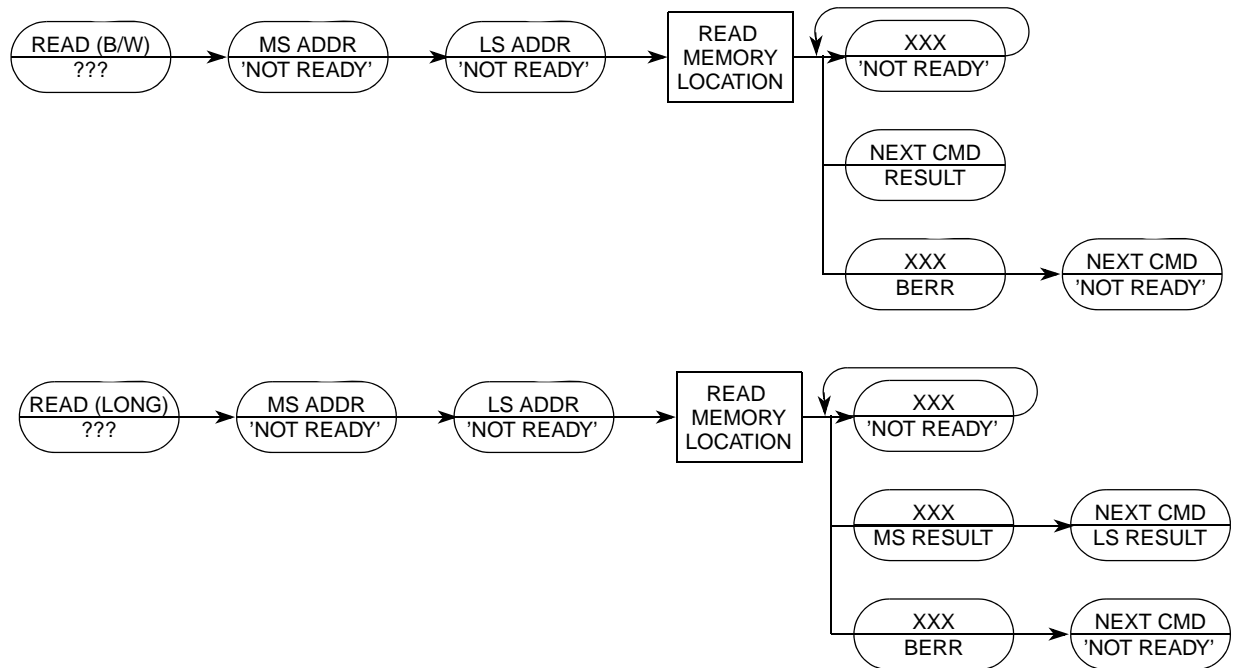 READ (B/W)
???
MS ADDR
'NOT READY'
LS ADDR
'NOT READY'
READ
MEMORY
LOCATION
XXX
'NOT READY'
NEXT CMD
RESULT
XXX
BERR
NEXT CMD
'NOT READY'
READ (LONG)
???
MS ADDR
'NOT READY'
LS ADDR
'NOT READY'
READ
MEMORY
LOCATION
XXX
'NOT READY'
XXX
MS RESULT
NEXT CMD
LS RESULT
XXX
BERR
NEXT CMD
'NOT READY'